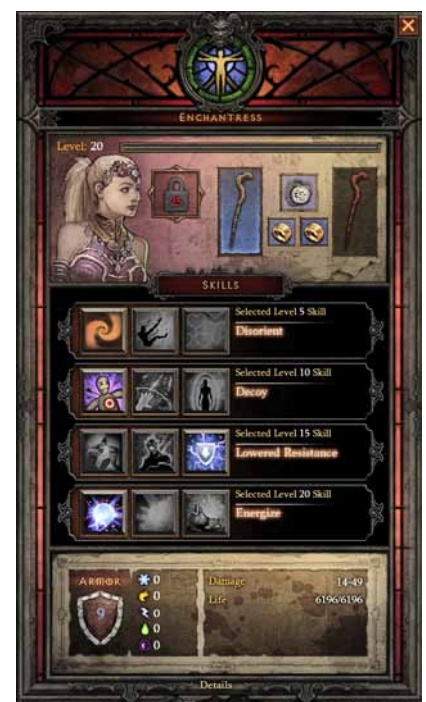 ENCHANTRESS
Level: 20
SKILLS
Selected Level 5 Skill
Disorient
Selected Level 10 Skill
Decoy
Selected Level 15 Skill
Lowered Resistance
Selected Level 20 Skill
Energize
ARMOR
9
0
0
0
0
0
Damage 14-49
Life 6196/6196
Details